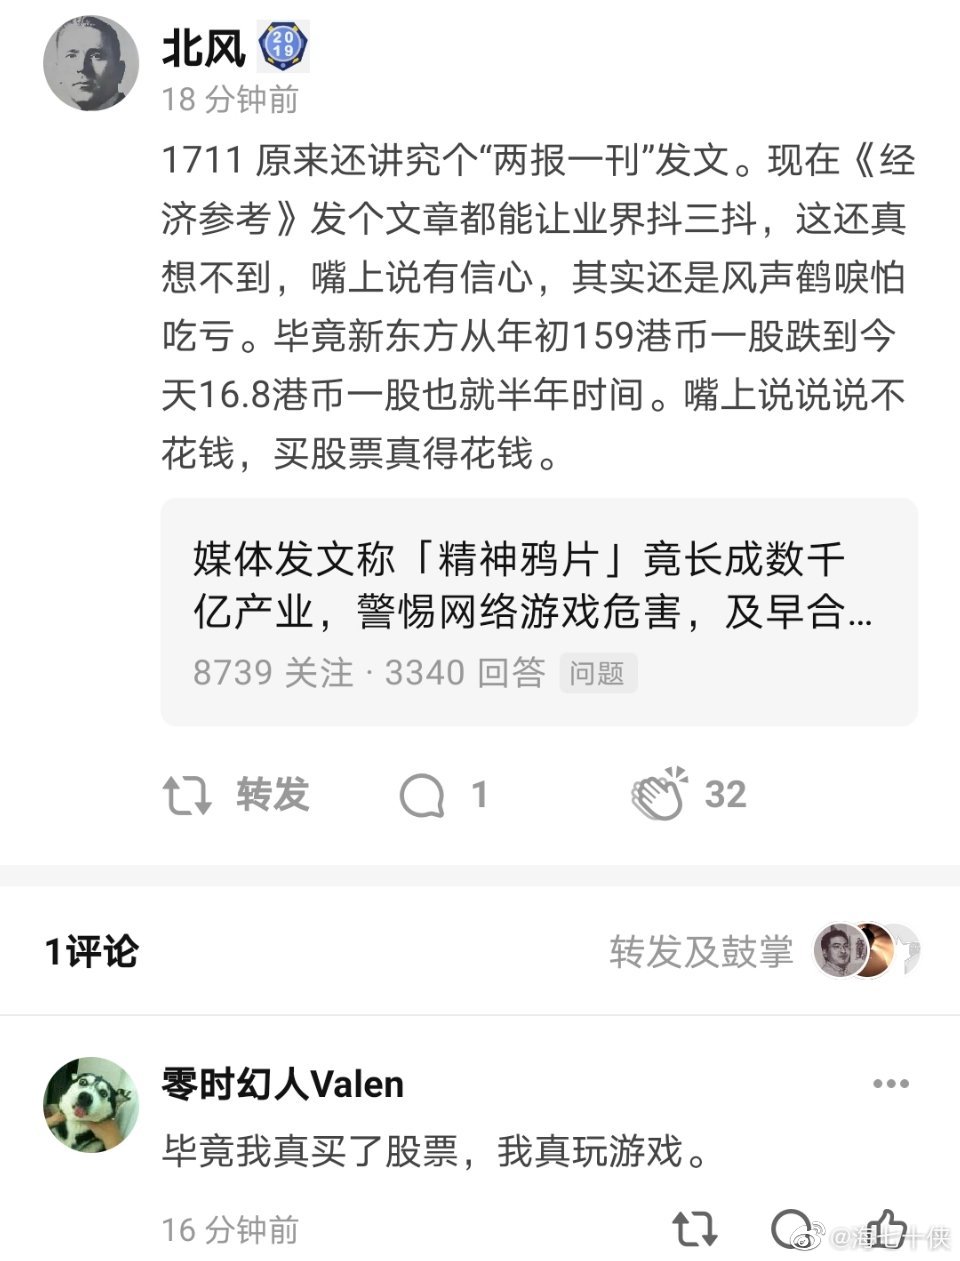 北风
2019
18 分钟前
1711 原来还讲究个“两报一刊”发文。现在《经
济参考》发个文章都能让业界抖三抖，这还真
想不到，嘴上说有信心，其实还是风声鹤唳怕
吃亏。毕竟新东方从年初159港币一股跌到今
天16.8港币一股也就半年时间。嘴上说说说不
花钱，买股票真得花钱。
媒体发文称「精神鸦片」竟长成数千
亿产业，警惕网络游戏危害，及早合...
8739 关注 · 3340 回答 问题
转发 1 32
1评论 转发及鼓掌
零时幻人Valen
毕竟我真买了股票，我真玩游戏。
16 分钟前
@海七十侠